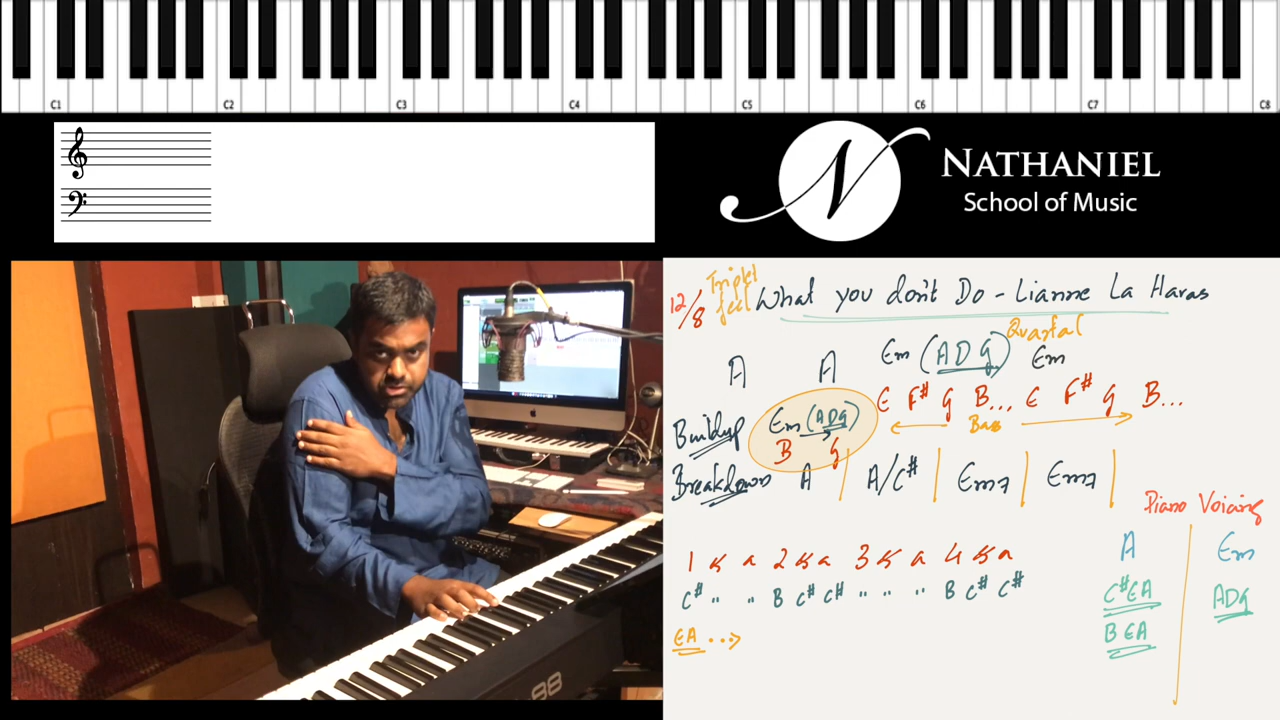 C1 C2 C3 C4 C5 C6 C7 C8
NATHANIEL
School of Music
12/8 Triplet feel What you don't Do - Lianne La Havas
Quartal
A A Em (A D G) Em
E F# G B... E F# G B...
Buildup Em (ADG) Bass
B G
Breakdown A | A/C# | Em7 | Em7 |
Piano Voicing
A Em
1 & a 2 & a 3 & a 4 & a
C# " " B C# C# " " " B C# C#
C#EA ADG
EA ...
BEA
88